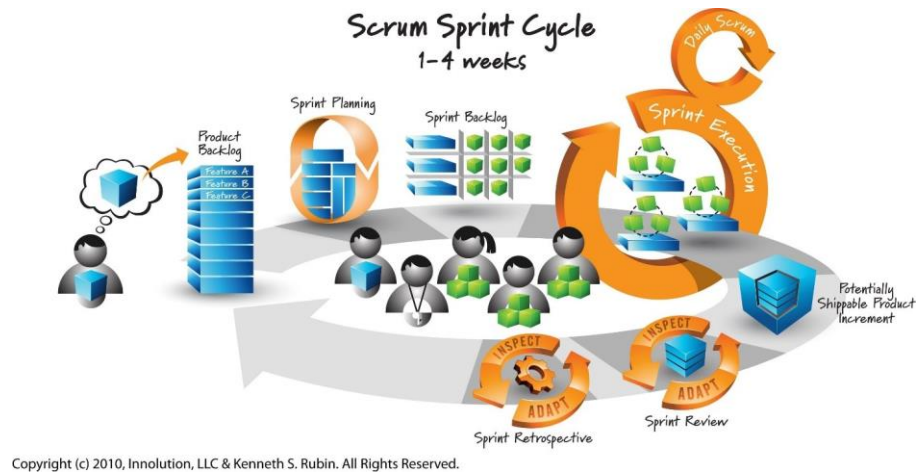 Scrum Sprint Cycle
1-4 weeks
Daily Scrum
Sprint Planning
Sprint Backlog
Sprint Execution
Product
Backlog
Feature A
Feature B
Feature C
Potentially
Shippable Product
Increment
INSPECT
ADAPT
Sprint Retrospective
INSPECT
ADAPT
Sprint Review
Copyright (c) 2010, Innolution, LLC & Kenneth S. Rubin. All Rights Reserved.